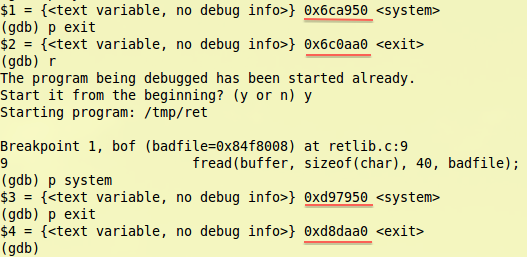 $1 = {<text variable, no debug info>} 0x6ca950 <system>
(gdb) p exit
$2 = {<text variable, no debug info>} 0x6c0aa0 <exit>
(gdb) r
The program being debugged has been started already.
Start it from the beginning? (y or n) y
Starting program: /tmp/ret
Breakpoint 1, bof (badfile=0x84f8008) at retlib.c:9
9 fread(buffer, sizeof(char), 40, badfile);
(gdb) p system
$3 = {<text variable, no debug info>} 0xd97950 <system>
(gdb) p exit
$4 = {<text variable, no debug info>} 0xd8daa0 <exit>
(gdb)